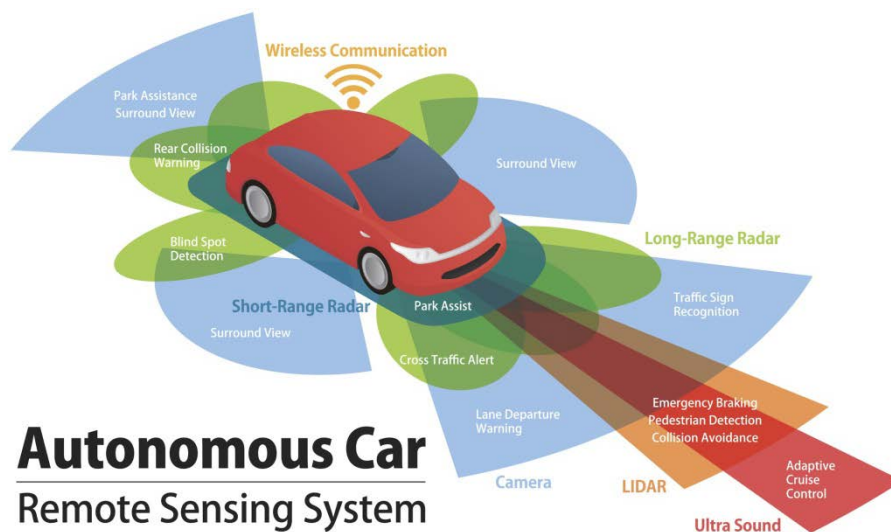 Wireless Communication
Park Assistance
Surround View
Rear Collision
Warning
Surround View
Blind Spot
Detection
Long-Range Radar
Short-Range Radar
Park Assist
Traffic Sign
Recognition
Surround View
Cross Traffic Alert
Emergency Braking
Pedestrian Detection
Collision Avoidance
Lane Departure
Warning
Autonomous Car
Remote Sensing System
Camera
LIDAR
Adaptive
Cruise
Control
Ultra Sound